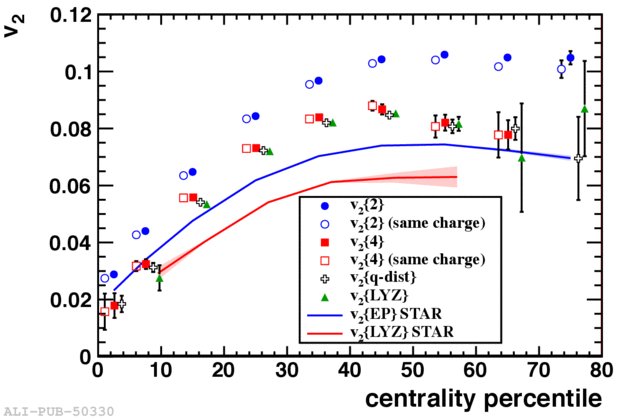 v2
0.12
0.1
0.08
0.06
0.04
0.02
0
v2{2}
v2{2} (same charge)
v2{4}
v2{4} (same charge)
v2{q-dist}
v2{LYZ}
v2{EP} STAR
v2{LYZ} STAR
0 10 20 30 40 50 60 70 80
centrality percentile
ALI-PUB-50330